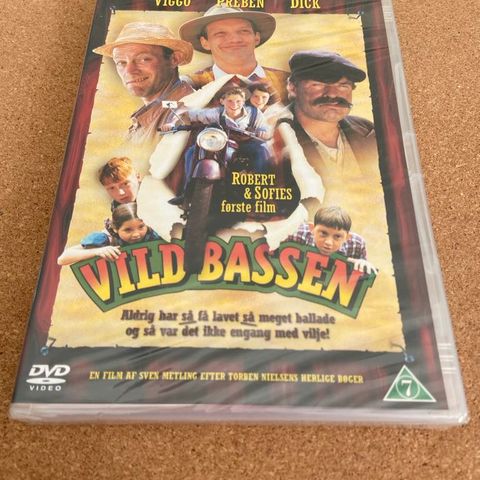 VIGGO PREBEN DICK
ROBERT
& SOFIES
første film
VILD BASSEN
Aldrig har så få lavet så meget ballade
og så var det ikke engang med vilje!
DVD
VIDEO
EN FILM AF SVEN METHLING EFTER TORBEN NIELSENS HERLIGE BØGER
7